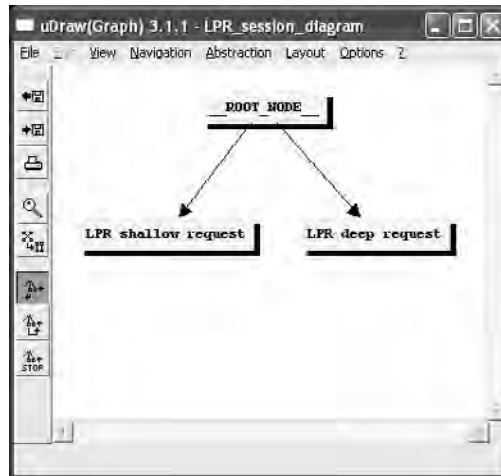 uDraw(Graph) 3.1.1 - LPR_session_diagram
File View Navigation Abstraction Layout Options ?
__ROOT_NODE__
LPR shallow request LPR deep request
STOP